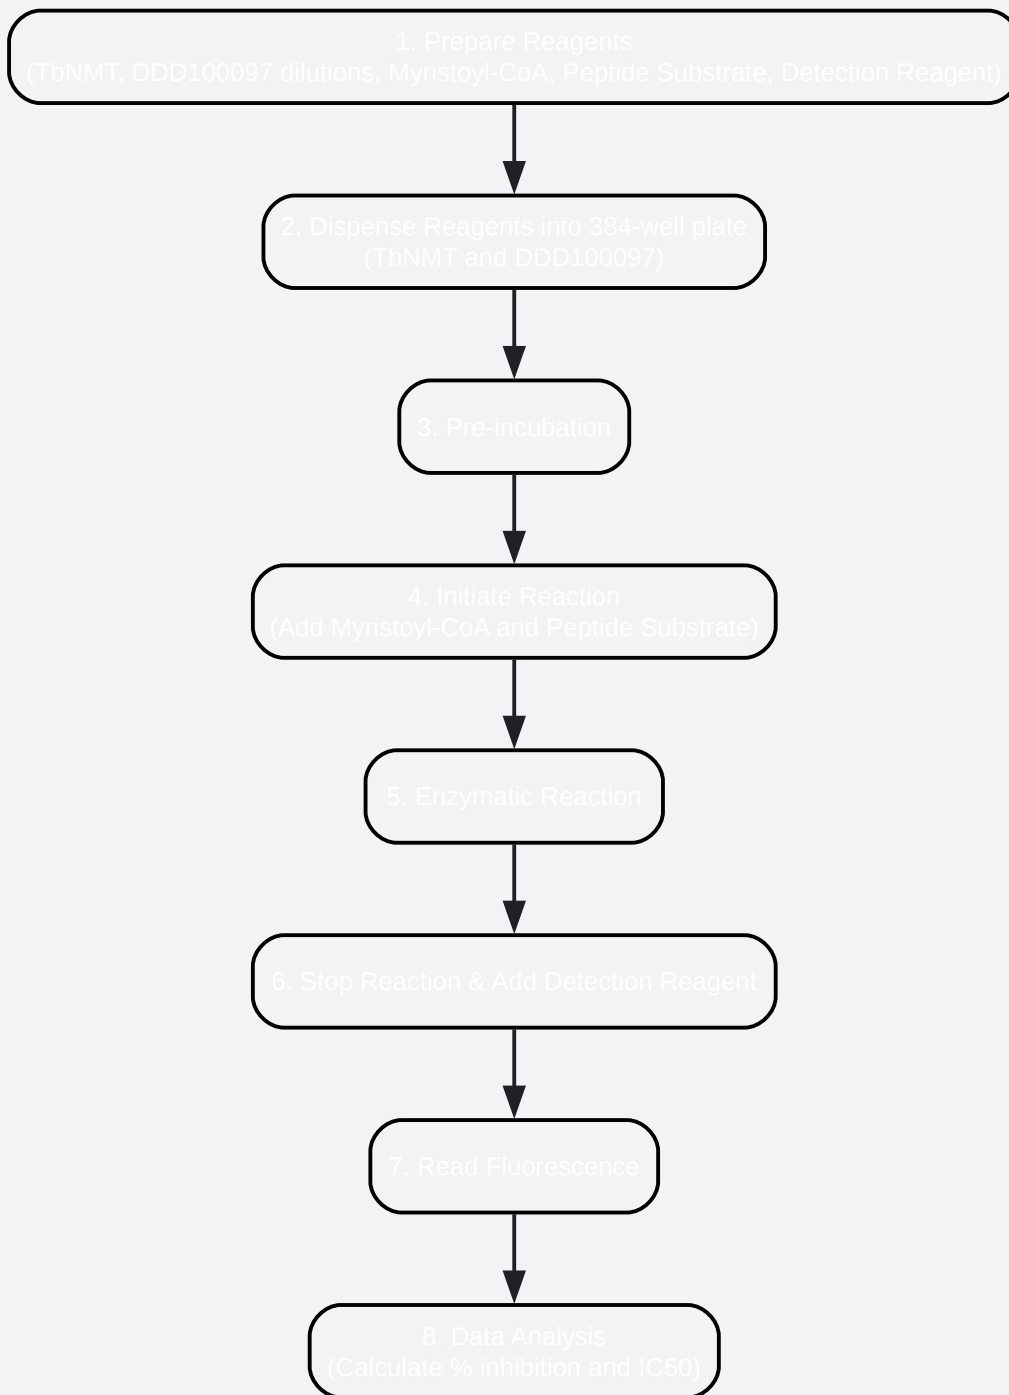 1. Prepare Reagents
(TbNMT, DDD100097 dilutions, Myristoyl-CoA, Peptide Substrate, Detection Reagent)
2. Dispense Reagents into 384-well plate
(TbNMT and DDD100097)
3. Pre-incubation
4. Initiate Reaction
(Add Myristoyl-CoA and Peptide Substrate)
5. Enzymatic Reaction
6. Stop Reaction & Add Detection Reagent
7. Read Fluorescence
8. Data Analysis
(Calculate % inhibition and IC50)